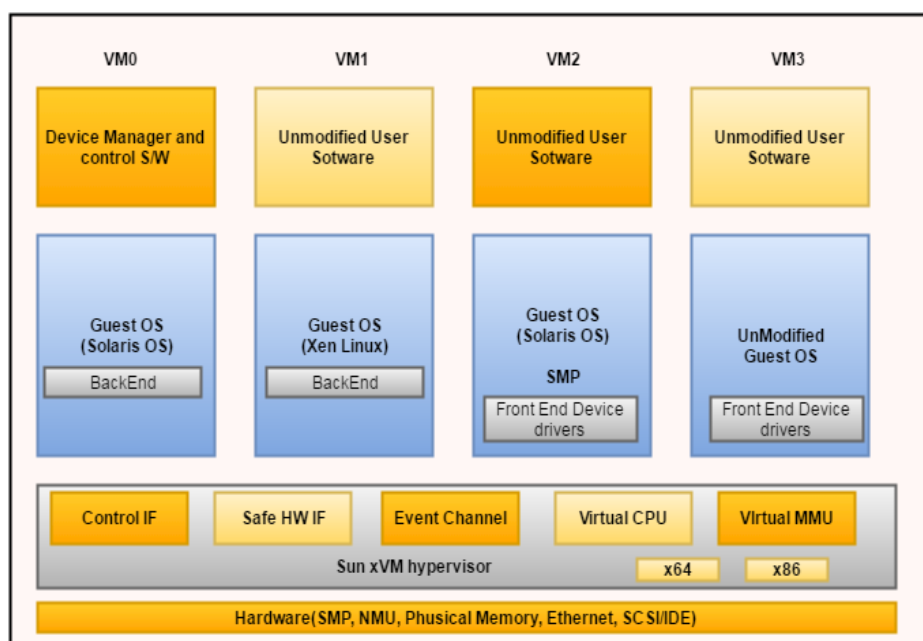 VM0
VM1
VM2
VM3
Device Manager and
control S/W
Unmodified User
Sotware
Unmodified User
Sotware
Unmodified User
Sotware
Guest OS
(Solaris OS)
BackEnd
Guest OS
(Xen Linux)
BackEnd
Guest OS
(Solaris OS)
SMP
Front End Device
drivers
UnModified
Guest OS
Front End Device
drivers
Control IF
Safe HW IF
Event Channel
Virtual CPU
VIrtual MMU
Sun xVM hypervisor
x64
x86
Hardware(SMP, NMU, Phusical Memory, Ethernet, SCSI/IDE)